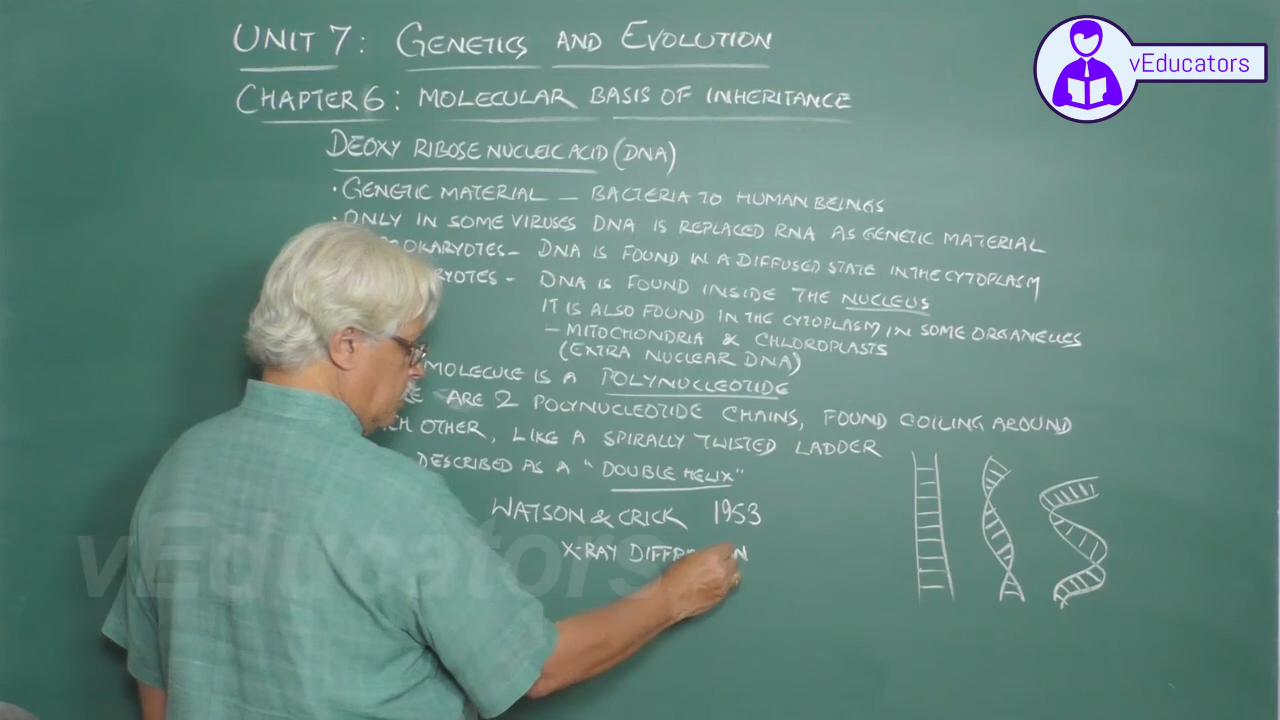 UNIT 7: GENETICS AND EVOLUTION
vEducators
CHAPTER 6: MOLECULAR BASIS OF INHERITANCE
DEOXY RIBOSE NUCLEIC ACID (DNA)
• GENETIC MATERIAL – BACTERIA TO HUMAN BEINGS
• ONLY IN SOME VIRUSES DNA IS REPLACED RNA AS GENETIC MATERIAL
OKARYOTES – DNA IS FOUND IN A DIFFUSED STATE IN THE CYTOPLASM
RYOTES – DNA IS FOUND INSIDE THE NUCLEUS
IT IS ALSO FOUND IN THE CYTOPLASM IN SOME ORGANELLES
– MITOCHONDRIA & CHLOROPLASTS
(EXTRA NUCLEAR DNA)
MOLECULE IS A POLYNUCLEOTIDE
RE ARE 2 POLYNUCLEOTIDE CHAINS, FOUND COILING AROUND
CH OTHER, LIKE A SPIRALLY TWISTED LADDER
DESCRIBED AS A "DOUBLE HELIX"
WATSON & CRICK 1953
X-RAY
vEducators